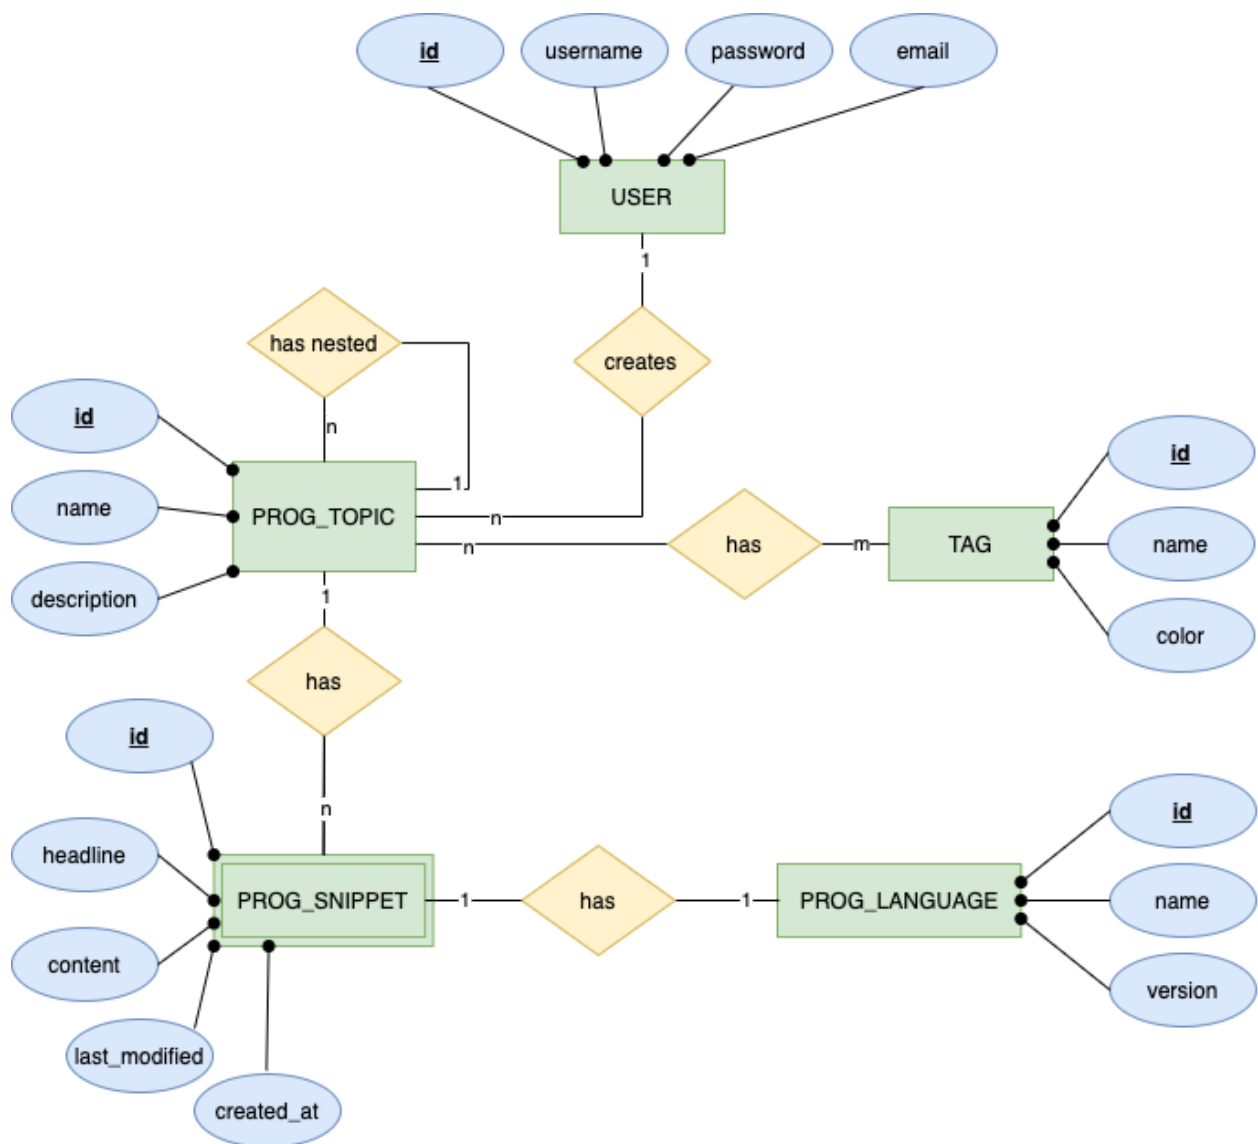 id
username
password
email
USER
1
has nested
creates
id
n
id
1
name
PROG_TOPIC
n
n
has
m
TAG
name
description
1
color
has
id
n
id
headline
PROG_SNIPPET
1
has
1
PROG_LANGUAGE
name
content
version
last_modified
created_at